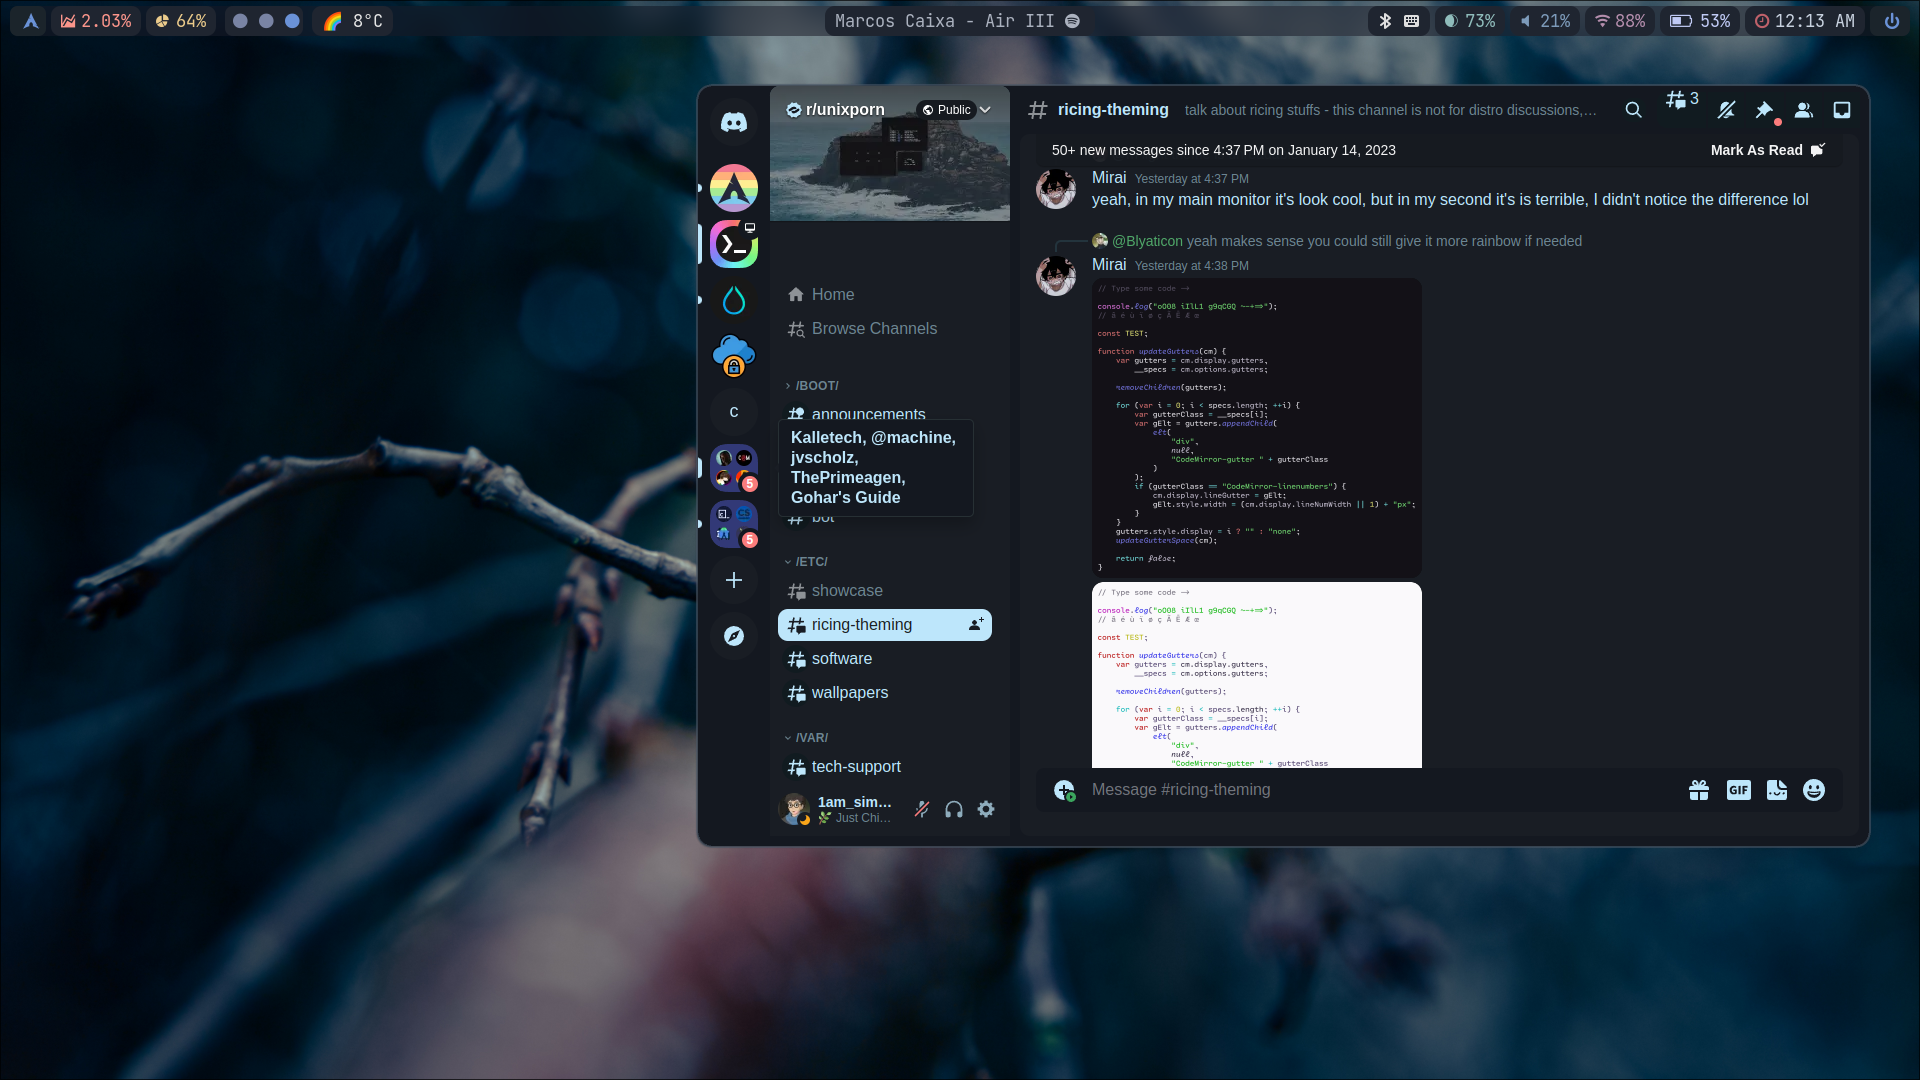 2.03%
64%
8°C
Marcos Caixa - Air III
73%
21%
88%
53%
12:13 AM
r/unixporn
Public
ricing-theming
talk about ricing stuffs - this channel is not for distro discussions,...
3
50+ new messages since 4:37 PM on January 14, 2023
Mark As Read
Mirai Yesterday at 4:37 PM
yeah, in my main monitor it's look cool, but in my second it's is terrible, I didn't notice the difference lol
@Blyaticon yeah makes sense you could still give it more rainbow if needed
Mirai Yesterday at 4:38 PM
// Type some code ->
console.log("oO08 iIlL1 g9qCGQ ~-+=>");
const TEST;
function updateGutters(cm) {
var gutters = cm.display.gutters,
__specs = cm.options.gutters;
removeChildren(gutters);
for (var i = 0; i < specs.length; ++i) {
var gutterClass = __specs[i];
var gElt = gutters.appendChild(
elt(
"div",
null,
"CodeMirror-gutter " + gutterClass
)
);
if (gutterClass == "CodeMirror-linenumbers") {
cm.display.lineGutter = gElt;
gElt.style.width = (cm.display.lineNumWidth || 1) + "px";
}
}
gutters.style.display = i ? "" : "none";
updateGutterSpace(cm);
return false;
}
// Type some code ->
console.log("oO08 iIlL1 g9qCGQ ~-+=>");
const TEST;
function updateGutters(cm) {
var gutters = cm.display.gutters,
__specs = cm.options.gutters;
removeChildren(gutters);
for (var i = 0; i < specs.length; ++i) {
var gutterClass = __specs[i];
var gElt = gutters.appendChild(
elt(
"div",
null,
"CodeMirror-gutter " + gutterClass
Message #ricing-theming
GIF
Home
Browse Channels
/BOOT/
announcements
Kalletech, @machine,
jvscholz,
ThePrimeagen,
Gohar's Guide
bot
/ETC/
showcase
ricing-theming
software
wallpapers
/VAR/
tech-support
1am_sim...
Just Chi...
c
5
5